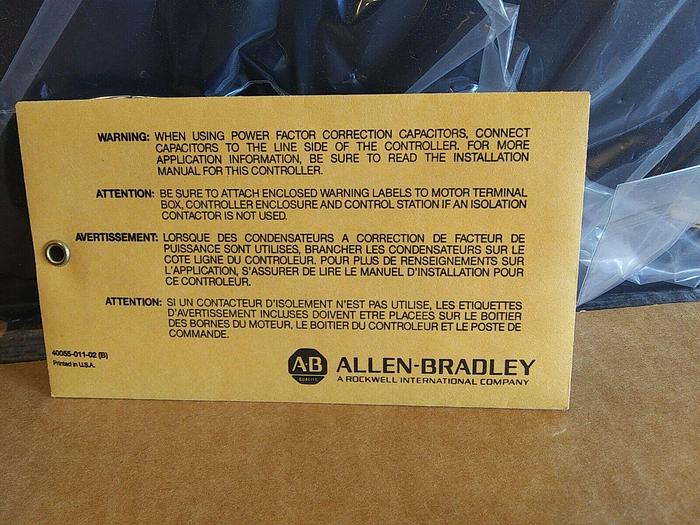 WARNING: WHEN USING POWER FACTOR CORRECTION CAPACITORS, CONNECT
CAPACITORS TO THE LINE SIDE OF THE CONTROLLER. FOR MORE
APPLICATION INFORMATION, BE SURE TO READ THE INSTALLATION
MANUAL FOR THIS CONTROLLER.
ATTENTION: BE SURE TO ATTACH ENCLOSED WARNING LABELS TO MOTOR TERMINAL
BOX, CONTROLLER ENCLOSURE AND CONTROL STATION IF AN ISOLATION
CONTACTOR IS NOT USED.
AVERTISSEMENT: LORSQUE DES CONDENSATEURS A CORRECTION DE FACTEUR DE
PUISSANCE SONT UTILISES, BRANCHER LES CONDENSATEURS SUR LE
COTE LIGNE DU CONTROLEUR. POUR PLUS DE RENSEIGNEMENTS SUR
L'APPLICATION, S'ASSURER DE LIRE LE MANUEL D'INSTALLATION POUR
CE CONTROLEUR.
ATTENTION: SI UN CONTACTEUR D'ISOLEMENT N'EST PAS UTILISE, LES ETIQUETTES
D'AVERTISSEMENT INCLUSES DOIVENT ETRE PLACEES SUR LE BOITIER
DES BORNES DU MOTEUR, LE BOITIER DU CONTROLEUR ET LE POSTE DE
COMMANDE.
40055-011-02 (B)
Printed in U.S.A.
A·B
QUALITY
ALLEN-BRADLEY
A ROCKWELL INTERNATIONAL COMPANY